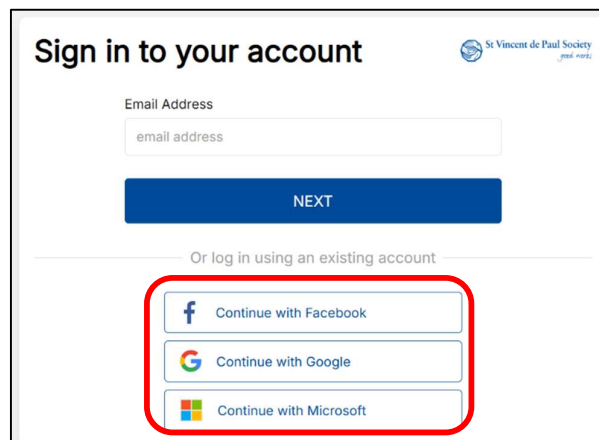 Sign in to your account
St Vincent de Paul Society
good works
Email Address
email address
NEXT
Or log in using an existing account
Continue with Facebook
Continue with Google
Continue with Microsoft